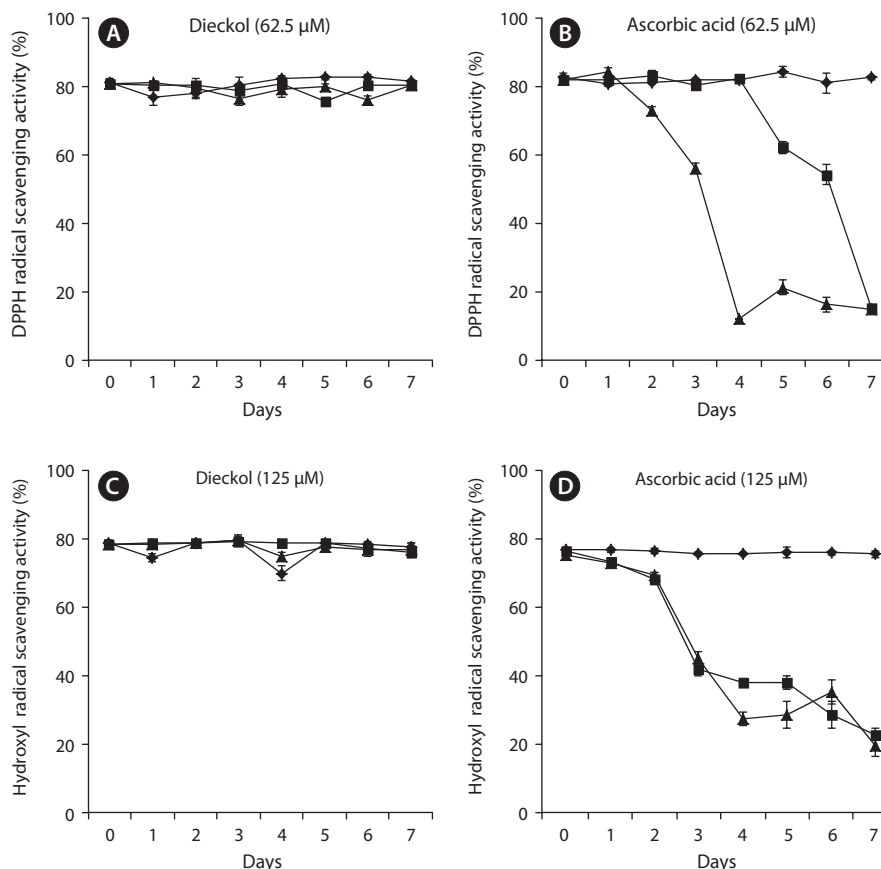 A
Dieckol (62.5 μM)
DPPH radical scavenging activity (%)
100
80
60
40
20
0
0 1 2 3 4 5 6 7
Days
B
Ascorbic acid (62.5 μM)
DPPH radical scavenging activity (%)
100
80
60
40
20
0
0 1 2 3 4 5 6 7
Days
C
Dieckol (125 μM)
Hydroxyl radical scavenging activity (%)
100
80
60
40
20
0
0 1 2 3 4 5 6 7
Days
D
Ascorbic acid (125 μM)
Hydroxyl radical scavenging activity (%)
100
80
60
40
20
0
0 1 2 3 4 5 6 7
Days